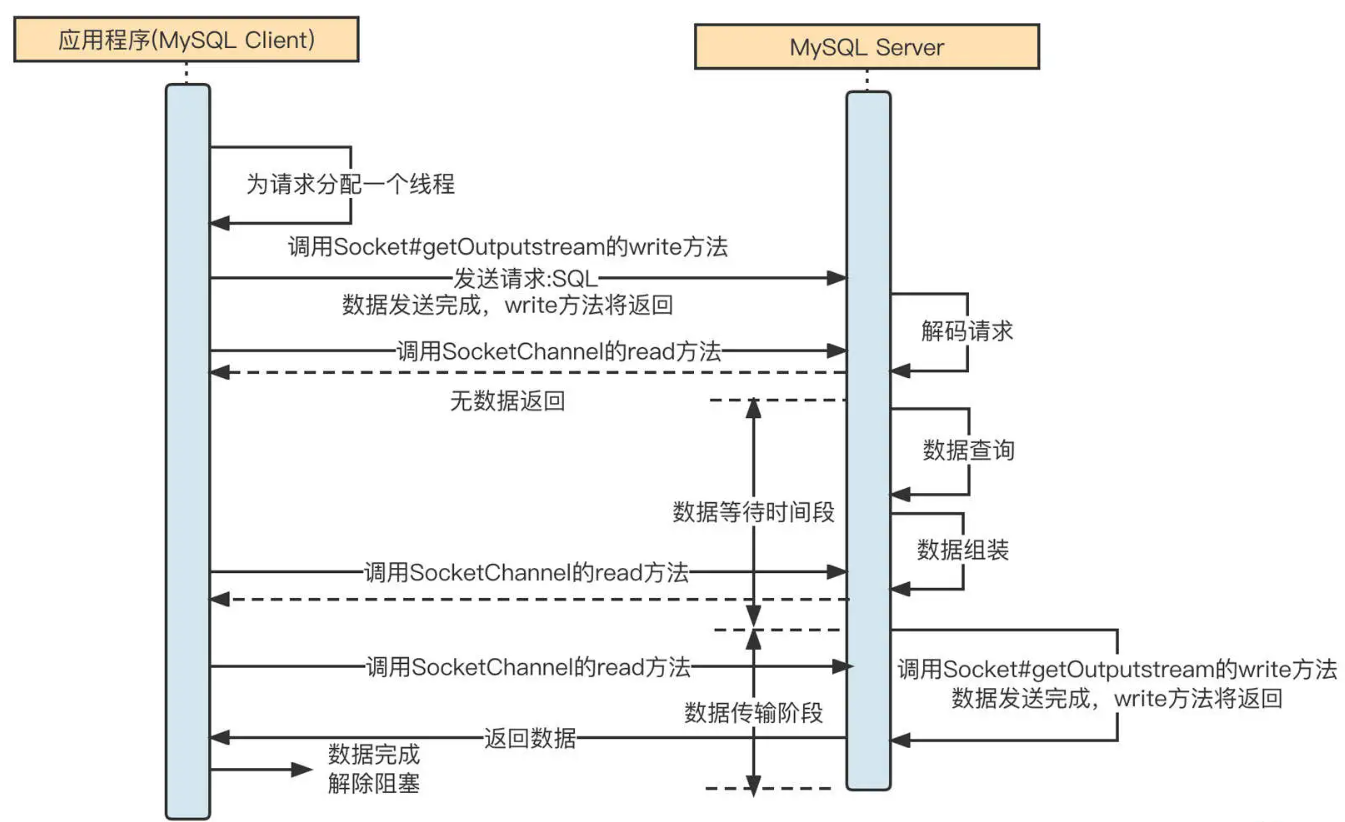 应用程序(MySQL Client)
MySQL Server
为请求分配一个线程
调用Socket#getOutputstream的write方法
发送请求:SQL
数据发送完成，write方法将返回
解码请求
调用SocketChannel的read方法
无数据返回
数据查询
数据等待时间段
数据组装
调用SocketChannel的read方法
调用SocketChannel的read方法
调用Socket#getOutputstream的write方法
数据发送完成，write方法将返回
数据传输阶段
返回数据
数据完成
解除阻塞